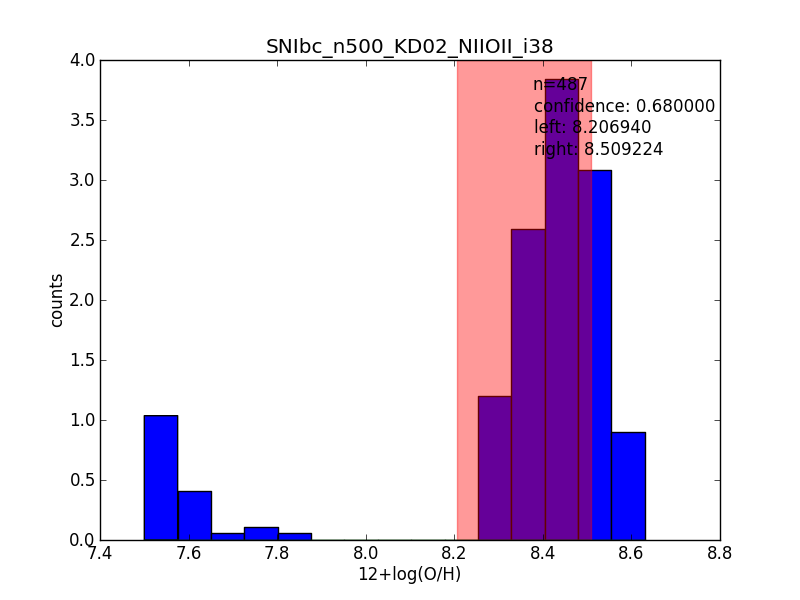 SNIbc_n500_KD02_NIIOII_i38
4.0
3.5
3.0
2.5
2.0
1.5
1.0
0.5
0.0
counts
n=487
confidence: 0.680000
left: 8.206940
right: 8.509224
7.4 7.6 7.8 8.0 8.2 8.4 8.6 8.8
12+log(O/H)